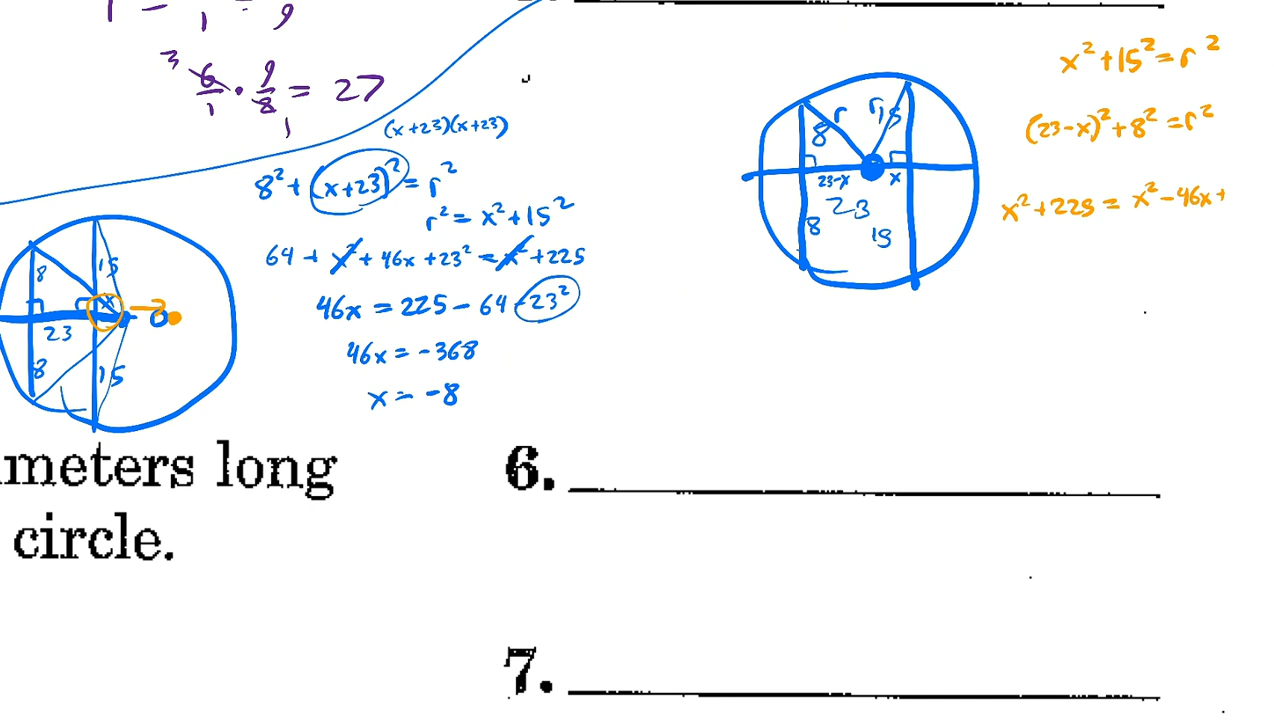 3 6/1 · 9/8 = 27
1
(x+23)(x+23)
8² + (x+23)² = r²
r² = x² + 15²
64 + x² + 46x + 23² = x² + 225
46x = 225 - 64 - 23²
46x = -368
x = -8
8
15
x
23
8
15
r
r
15
8
23-x
x
23
8
15
x² + 15² = r²
(23-x)² + 8² = r²
x² + 225 = x² - 46x +
meters long
circle.
6.
7.